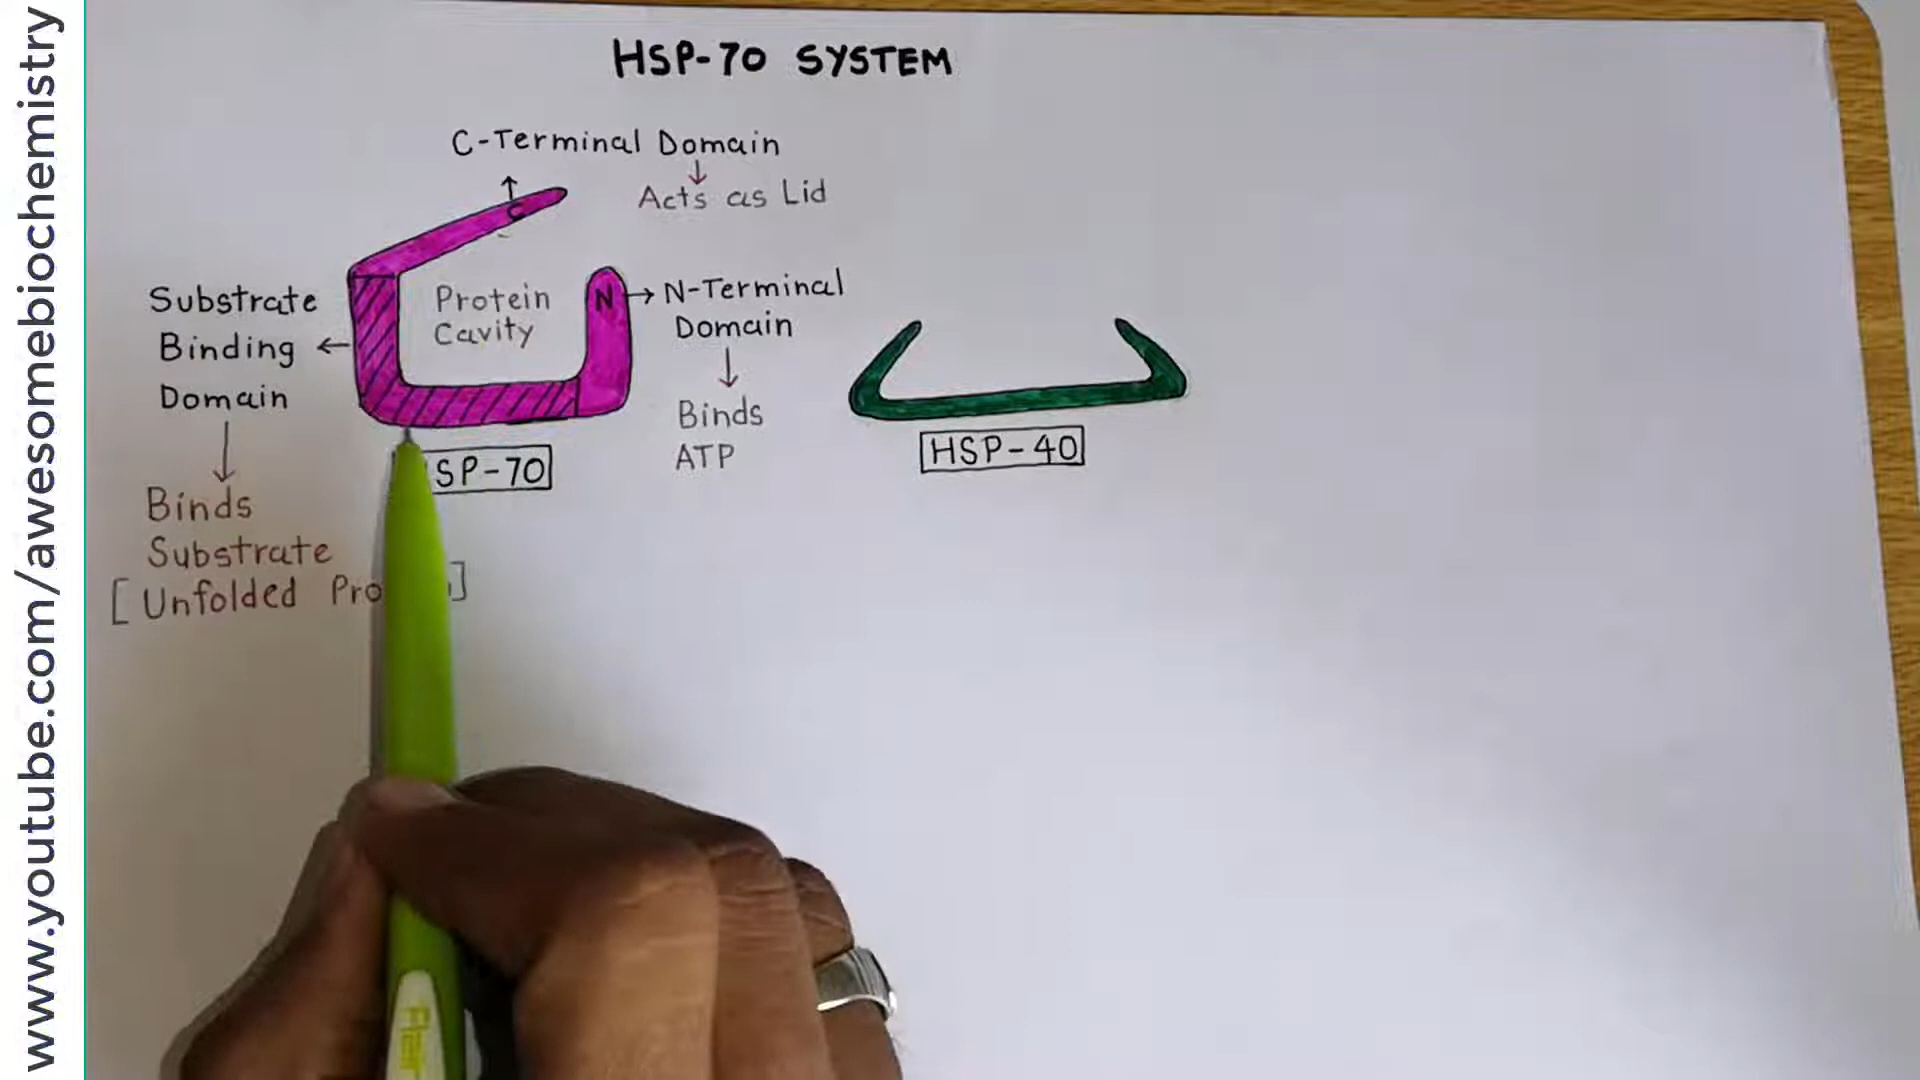 www.youtube.com/awesomebiochemistry
HSP-70 SYSTEM
C-Terminal Domain
↓
Acts as Lid
↑
C
Substrate
Binding ←
Domain
↓
Binds
Substrate
[Unfolded Pro n]
Protein
Cavity
N → N-Terminal
Domain
↓
Binds
ATP
SP-70
HSP-40